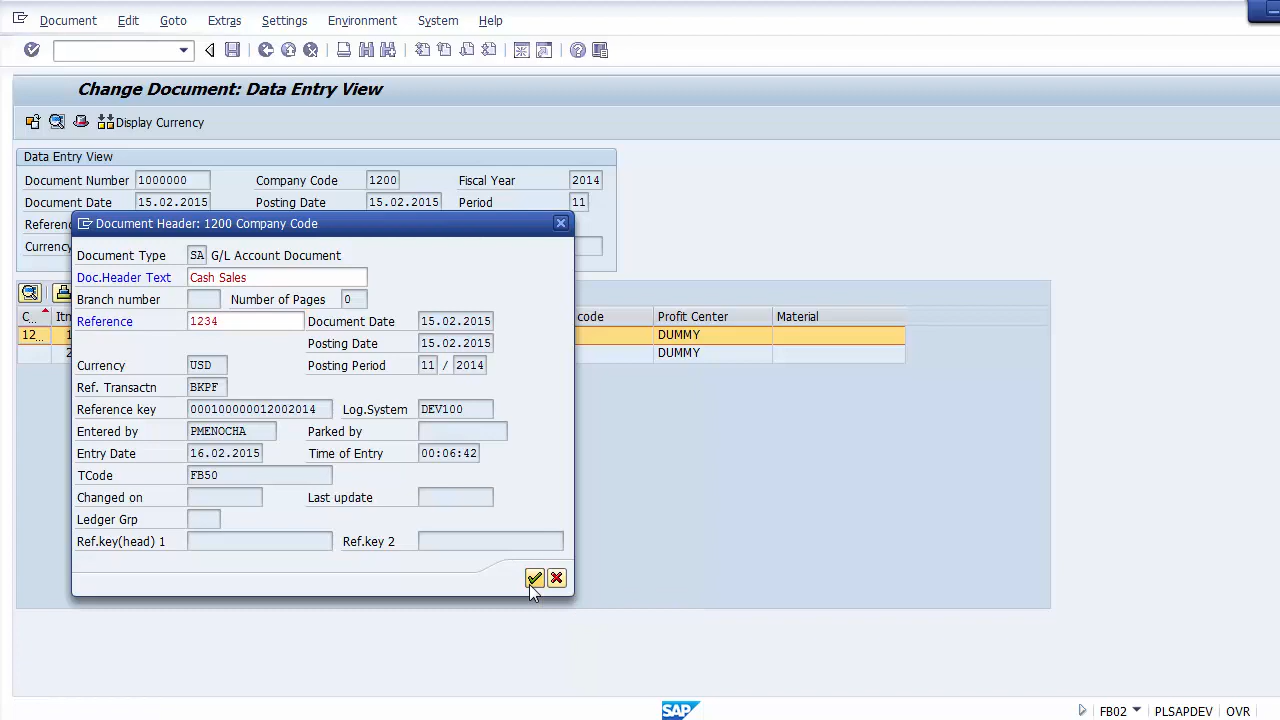 Document Edit Goto Extras Settings Environment System Help
Change Document: Data Entry View
Display Currency
Data Entry View
Document Number 1000000 Company Code 1200 Fiscal Year 2014
Document Date 15.02.2015 Posting Date 15.02.2015 Period 11
Referenc
Currency
Document Header: 1200 Company Code
Document Type SA G/L Account Document
Doc.Header Text Cash Sales
Branch number Number of Pages 0
C.. Itn code Profit Center Material
Reference 1234 Document Date 15.02.2015
12... 1 DUMMY
Posting Date 15.02.2015
2 DUMMY
Currency USD Posting Period 11 / 2014
Ref. Transactn BKPF
Reference key 000100000012002014 Log.System DEV100
Entered by PMENOCHA Parked by
Entry Date 16.02.2015 Time of Entry 00:06:42
TCode FB50
Changed on Last update
Ledger Grp
Ref.key(head) 1 Ref.key 2
SAP FB02 PLSAPDEV OVR